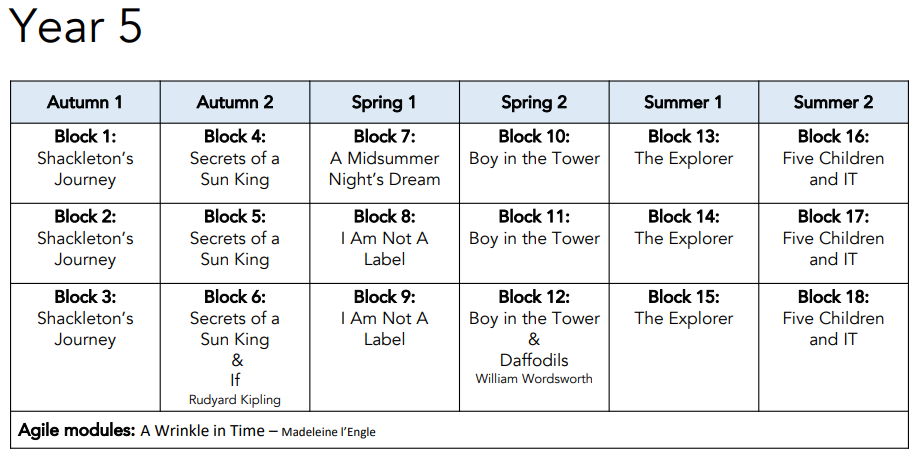 Year 5
Autumn 1
Autumn 2
Spring 1
Spring 2
Summer 1
Summer 2
Block 1:
Shackleton's
Journey
Block 4:
Secrets of a
Sun King
Block 7:
A Midsummer
Night's Dream
Block 10:
Boy in the Tower
Block 13:
The Explorer
Block 16:
Five Children
and IT
Block 2:
Shackleton's
Journey
Block 5:
Secrets of a
Sun King
Block 8:
I Am Not A
Label
Block 11:
Boy in the Tower
Block 14:
The Explorer
Block 17:
Five Children
and IT
Block 3:
Shackleton's
Journey
Block 6:
Secrets of a
Sun King
&
If
Rudyard Kipling
Block 9:
I Am Not A
Label
Block 12:
Boy in the Tower
&
Daffodils
William Wordsworth
Block 15:
The Explorer
Block 18:
Five Children
and IT
Agile modules: A Wrinkle in Time – Madeleine l'Engle